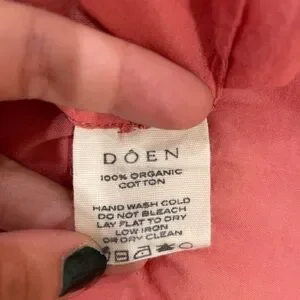 DÔEN
100% ORGANIC
COTTON
HAND WASH COLD
DO NOT BLEACH
LAY FLAT TO DRY
LOW IRON
OR DRY CLEAN